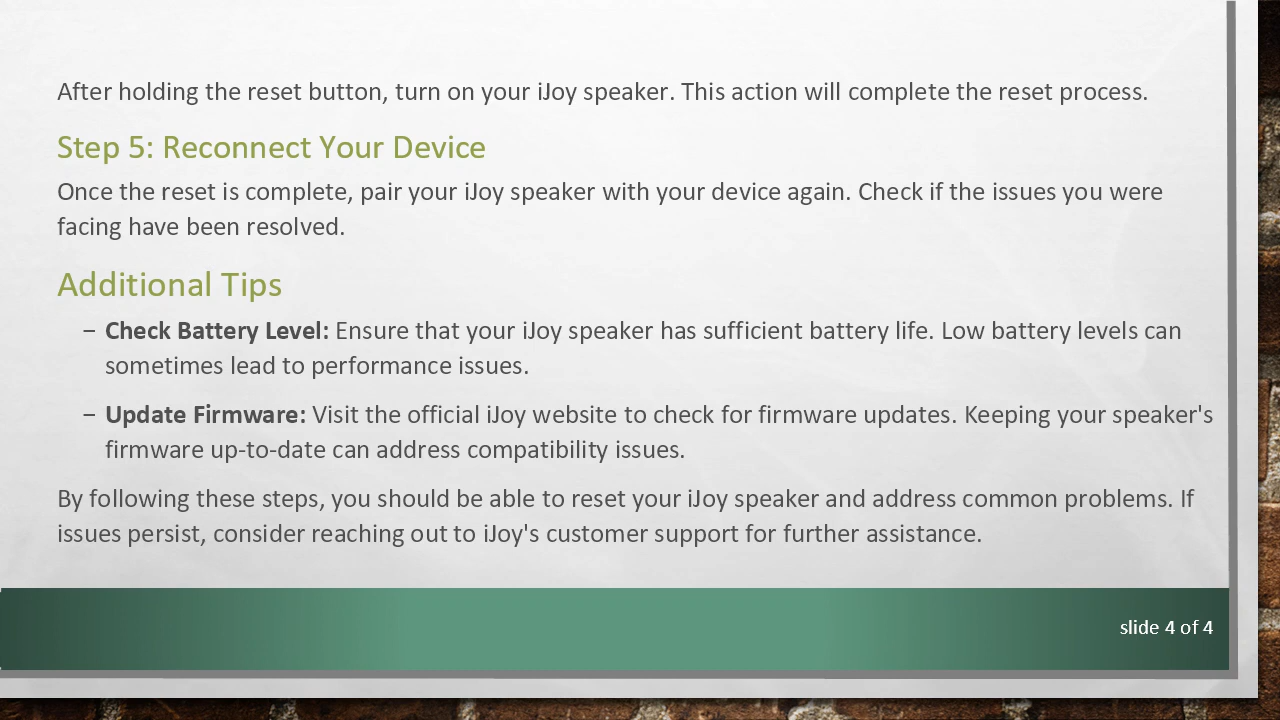 After holding the reset button, turn on your iJoy speaker. This action will complete the reset process.
Step 5: Reconnect Your Device
Once the reset is complete, pair your iJoy speaker with your device again. Check if the issues you were
facing have been resolved.
Additional Tips
– Check Battery Level: Ensure that your iJoy speaker has sufficient battery life. Low battery levels can
sometimes lead to performance issues.
– Update Firmware: Visit the official iJoy website to check for firmware updates. Keeping your speaker's
firmware up-to-date can address compatibility issues.
By following these steps, you should be able to reset your iJoy speaker and address common problems. If
issues persist, consider reaching out to iJoy's customer support for further assistance.
slide 4 of 4